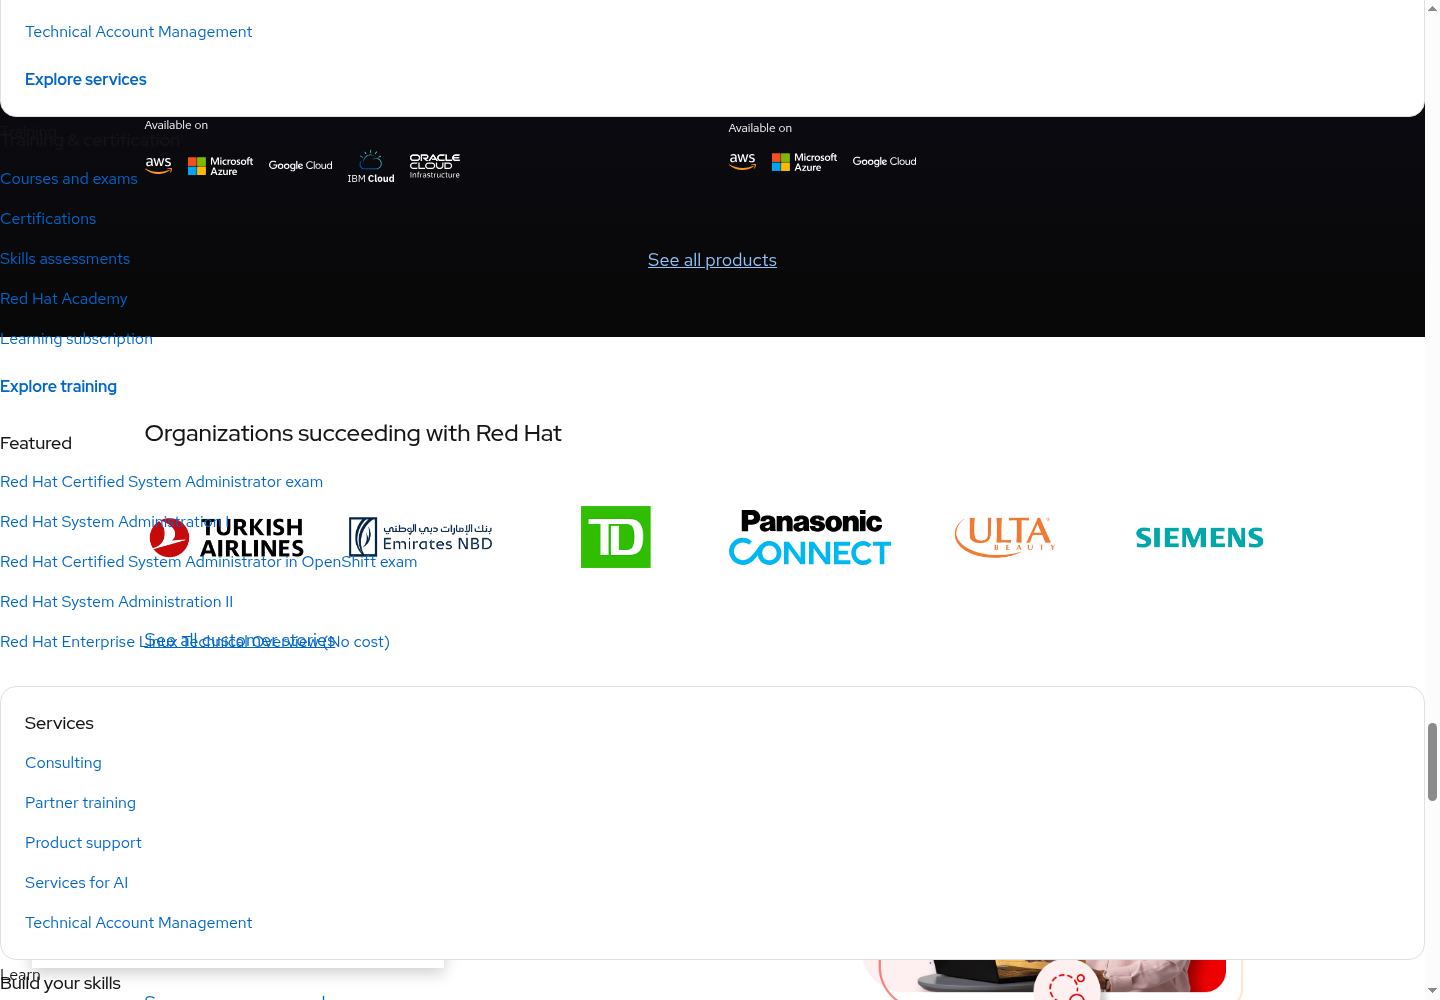 Technical Account Management
Explore services
Available on
Available on
Training
Training & certification
aws
Microsoft Azure
Google Cloud
IBM Cloud
ORACLE CLOUD Infrastructure
aws
Microsoft Azure
Google Cloud
Courses and exams
Certifications
Skills assessments
See all products
Red Hat Academy
Learning subscription
Explore training
Organizations succeeding with Red Hat
Featured
Red Hat Certified System Administrator exam
Red Hat System Administration I
TURKISH AIRLINES
بنك الإمارات دبي الوطني
Emirates NBD
TD
Panasonic CONNECT
ULTA BEAUTY
SIEMENS
Red Hat Certified System Administrator in OpenShift exam
Red Hat System Administration II
See all customer stories
Red Hat Enterprise Linux Technical Overview (No cost)
Services
Consulting
Partner training
Product support
Services for AI
Technical Account Management
Learn
Build your skills